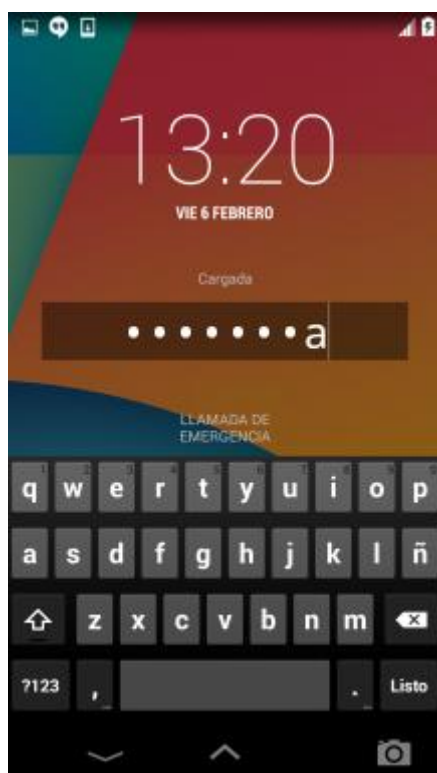 13:20
VIE 6 FEBRERO
Cargada
•••••••a
LLAMADA DE
EMERGENCIA
q w e r t y u i o p
a s d f g h j k l ñ
z x c v b n m
?123 , . Listo